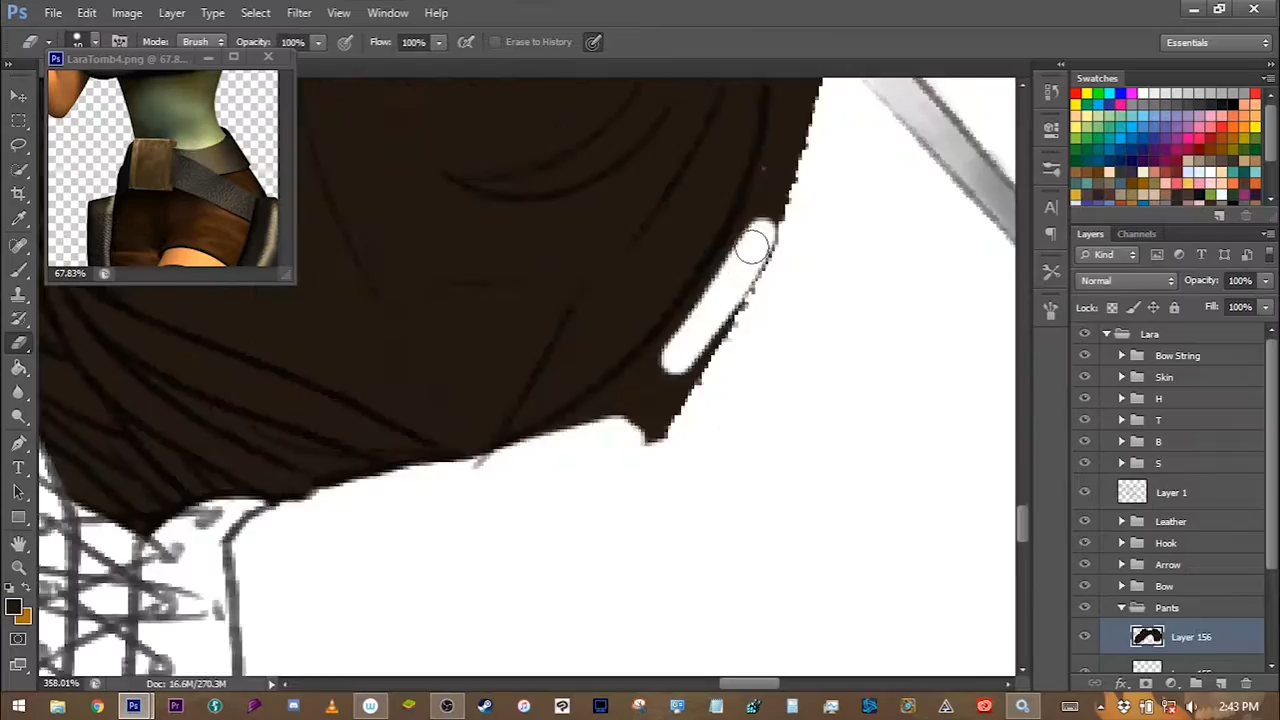 Ps File Edit Image Layer Type Select Filter View Window Help
10 Mode: Brush Opacity: 100% Flow: 100% Erase to History Essentials
Ps LaraTomb4.png @ 67.8...
67.83%
Swatches
Layers Channels
Kind
Normal Opacity: 100%
Lock: Fill: 100%
Lara
Bow String
Skin
H
T
B
S
Layer 1
Leather
Hook
Arrow
Bow
Pants
Layer 156
358.01% Doc: 16.6M/270.3M
2:43 PM